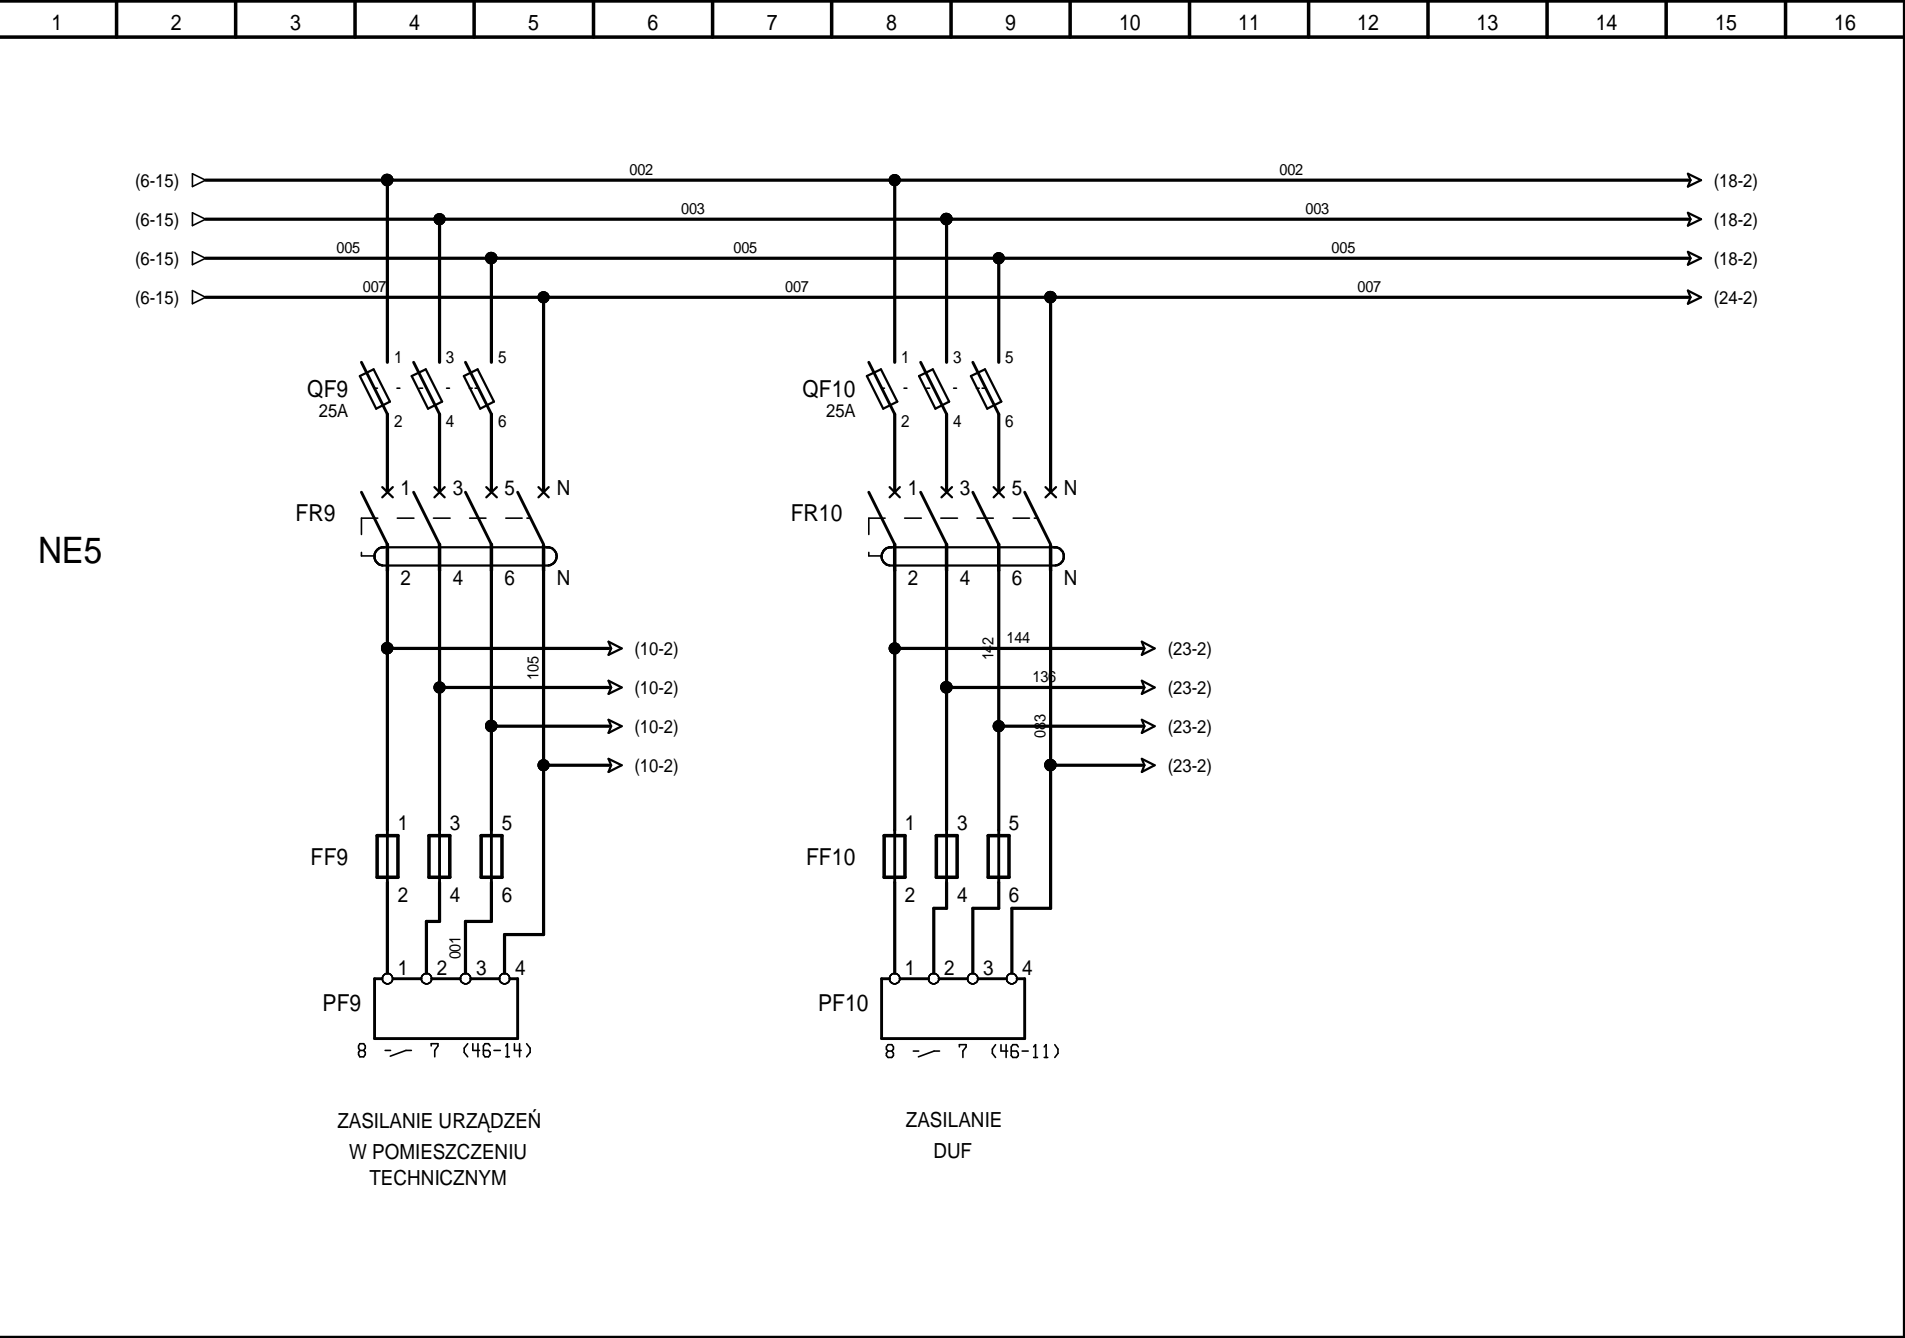 1 2 3 4 5 6 7 8 9 10 11 12 13 14 15 16
(6-15) 002 002 (18-2)
(6-15) 003 003 (18-2)
(6-15) 005 005 005 (18-2)
(6-15) 007 007 007 (24-2)
1 3 5 1 3 5
QF9 QF10
25A 25A
2 4 6 2 4 6
1 3 5 N 1 3 5 N
FR9 FR10
NE5
2 4 6 N 2 4 6 N
142 144
(10-2) (23-2)
105
136
(10-2) (23-2)
083
(10-2) (23-2)
(10-2) (23-2)
1 3 5 1 3 5
FF9 FF10
2 4 6 2 4 6
001
1 2 3 4 1 2 3 4
PF9 PF10
8 7 (46-14) 8 7 (46-11)
ZASILANIE URZĄDZEŃ
W POMIESZCZENIU
TECHNICZNYM
ZASILANIE
DUF